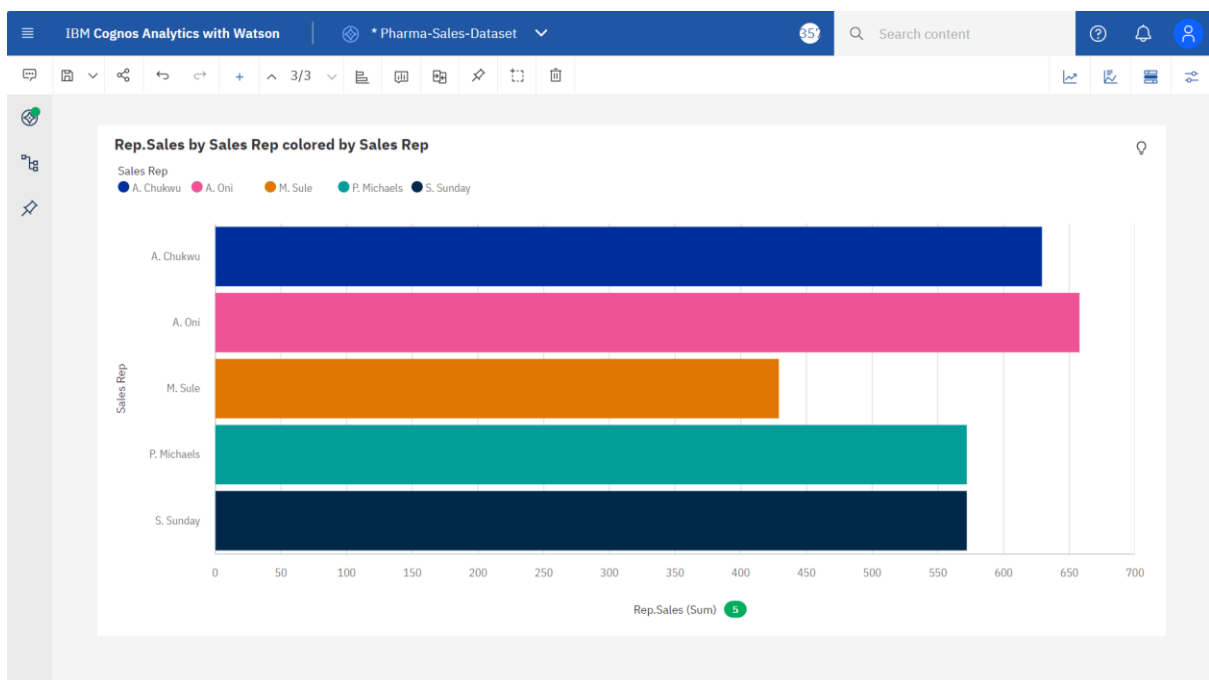 IBM Cognos Analytics with Watson
* Pharma-Sales-Dataset
Search content
3/3
Rep.Sales by Sales Rep colored by Sales Rep
Sales Rep
A. Chukwu A. Oni M. Sule P. Michaels S. Sunday
Sales Rep
A. Chukwu
A. Oni
M. Sule
P. Michaels
S. Sunday
0 50 100 150 200 250 300 350 400 450 500 550 600 650 700
Rep.Sales (Sum) 5